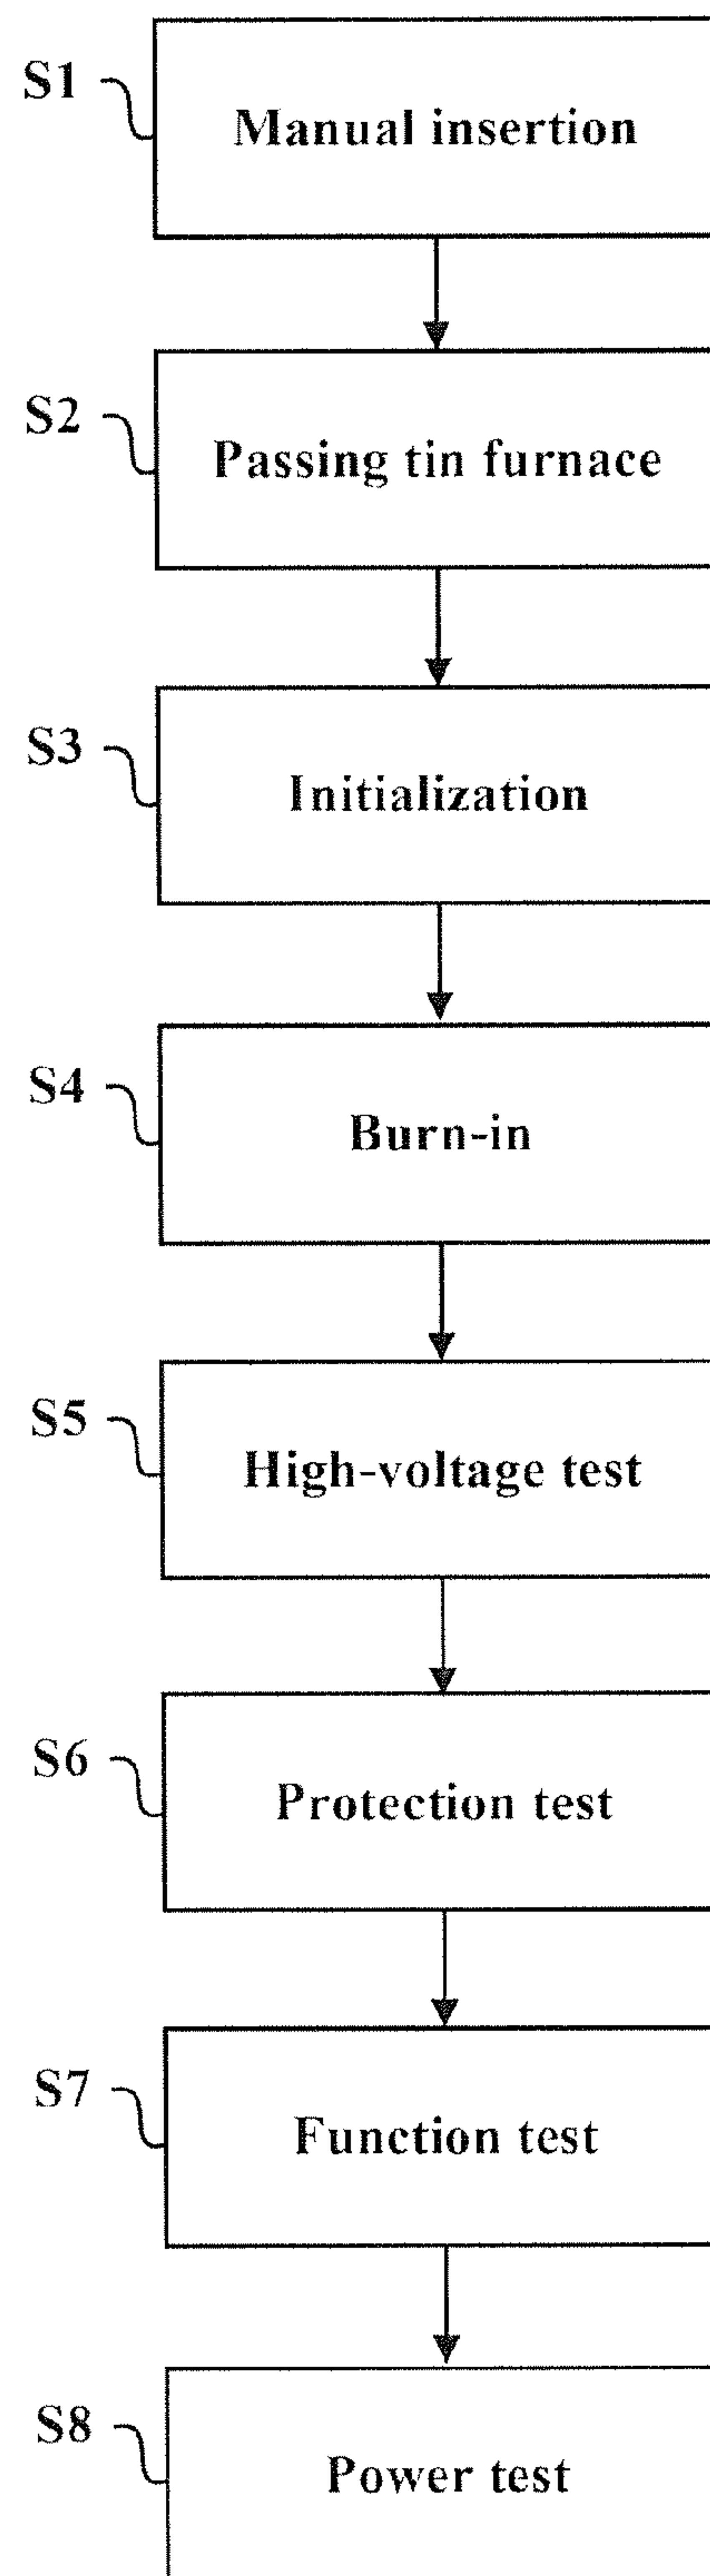 S1
Manual insertion
S2
Passing tin furnace
S3
Initialization
S4
Burn-in
S5
High-voltage test
S6
Protection test
S7
Function test
S8
Power test